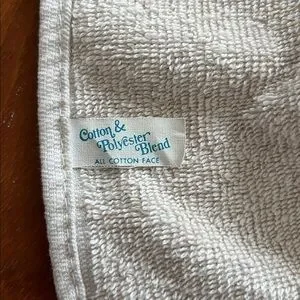 Cotton &
Polyester
Blend
ALL COTTON FACE